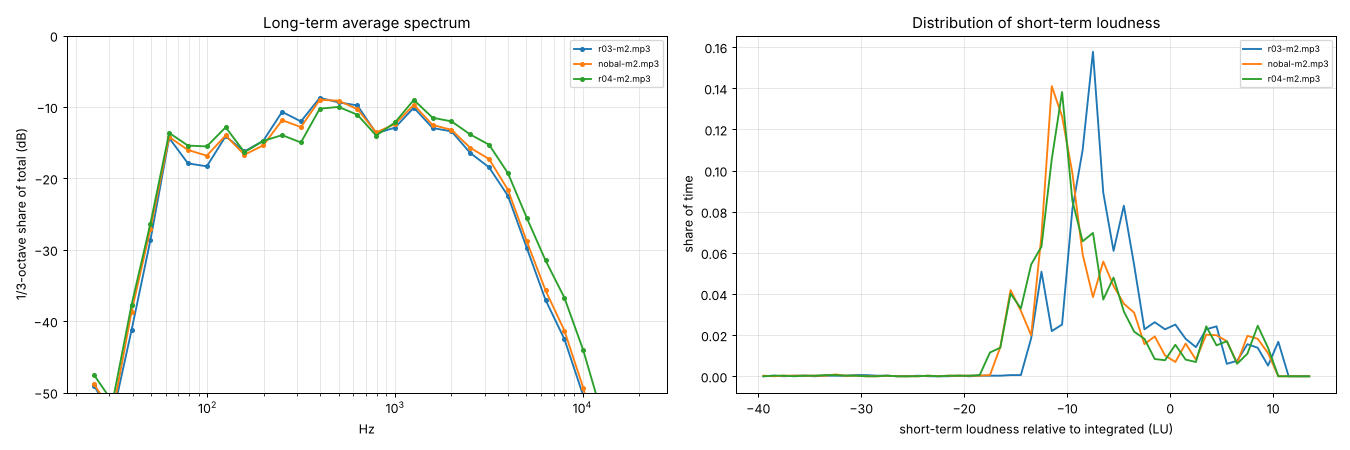 Long-term average spectrum
0
−10
−20
−30
−40
−50
1/3-octave share of total (dB)
10²
10³
10⁴
Hz
r03-m2.mp3
nobal-m2.mp3
r04-m2.mp3
Distribution of short-term loudness
0.16
0.14
0.12
0.10
0.08
0.06
0.04
0.02
0.00
share of time
−40
−30
−20
−10
0
10
short-term loudness relative to integrated (LU)
r03-m2.mp3
nobal-m2.mp3
r04-m2.mp3